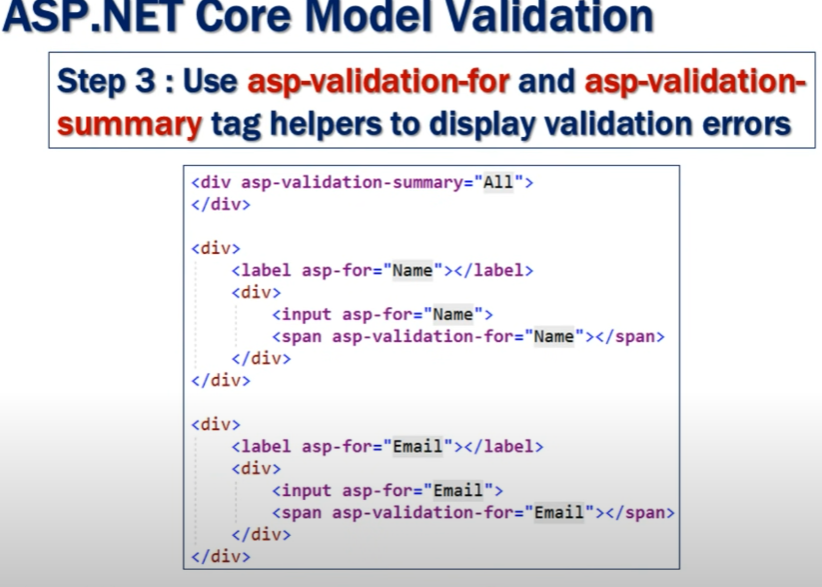 ASP.NET Core Model Validation
Step 3 : Use asp-validation-for and asp-validation-
summary tag helpers to display validation errors
<div asp-validation-summary="All">
</div>
<div>
<label asp-for="Name"></label>
<div>
<input asp-for="Name">
<span asp-validation-for="Name"></span>
</div>
</div>
<div>
<label asp-for="Email"></label>
<div>
<input asp-for="Email">
<span asp-validation-for="Email"></span>
</div>
</div>